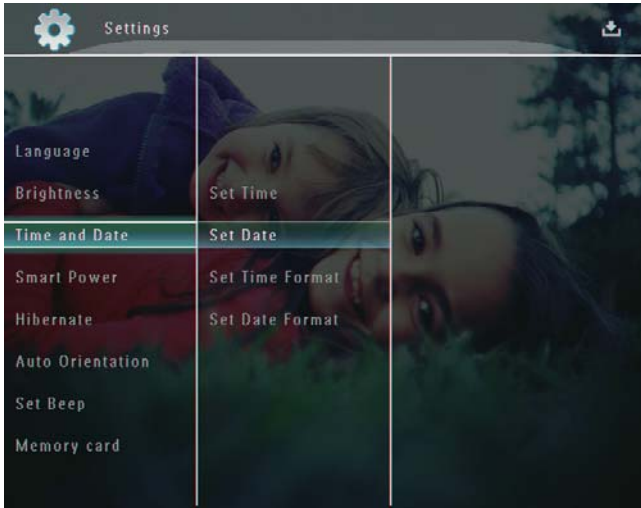 Settings
Language
Brightness
Time and Date
Smart Power
Hibernate
Auto Orientation
Set Beep
Memory card
Set Time
Set Date
Set Time Format
Set Date Format